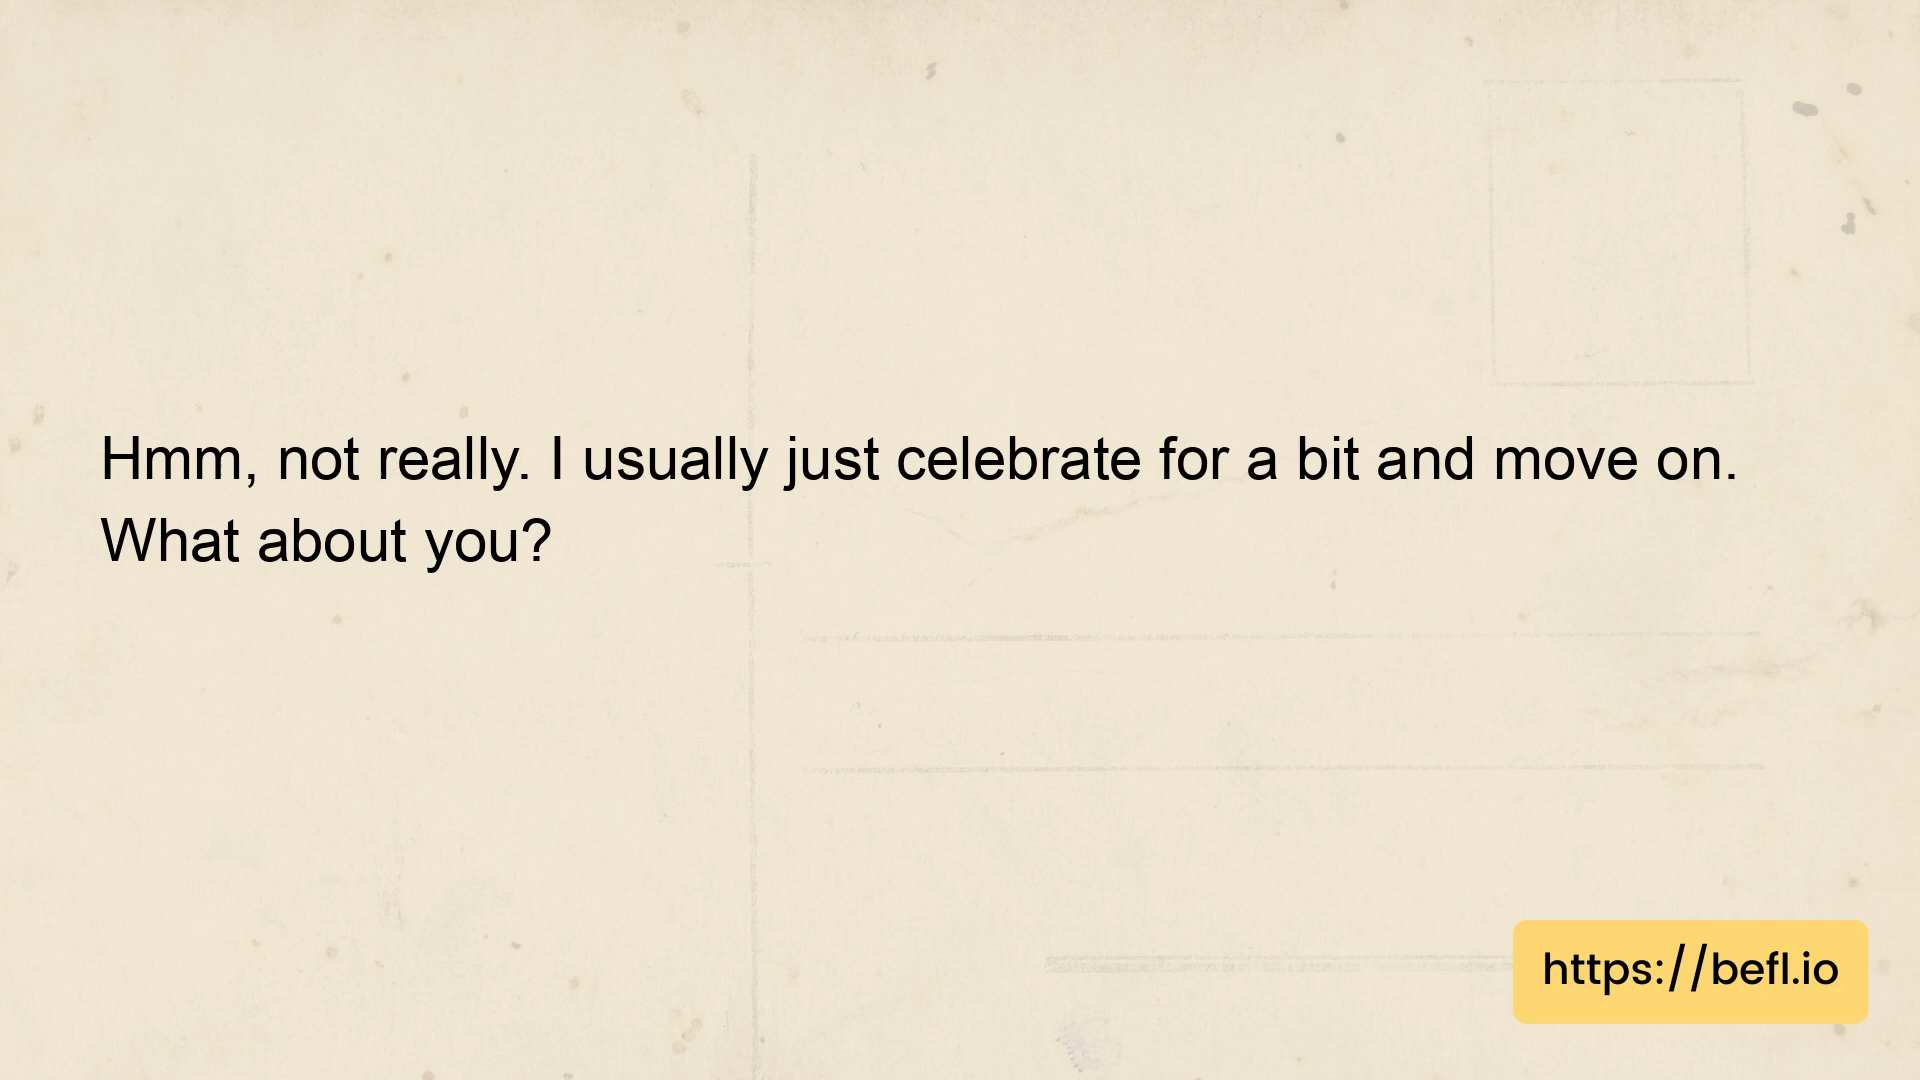 Hmm, not really. I usually just celebrate for a bit and move on.
What about you?
https://befl.io